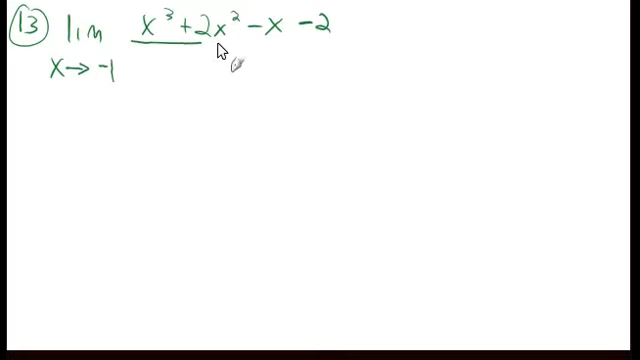 13 lim x³ + 2x² - x - 2
x → -1